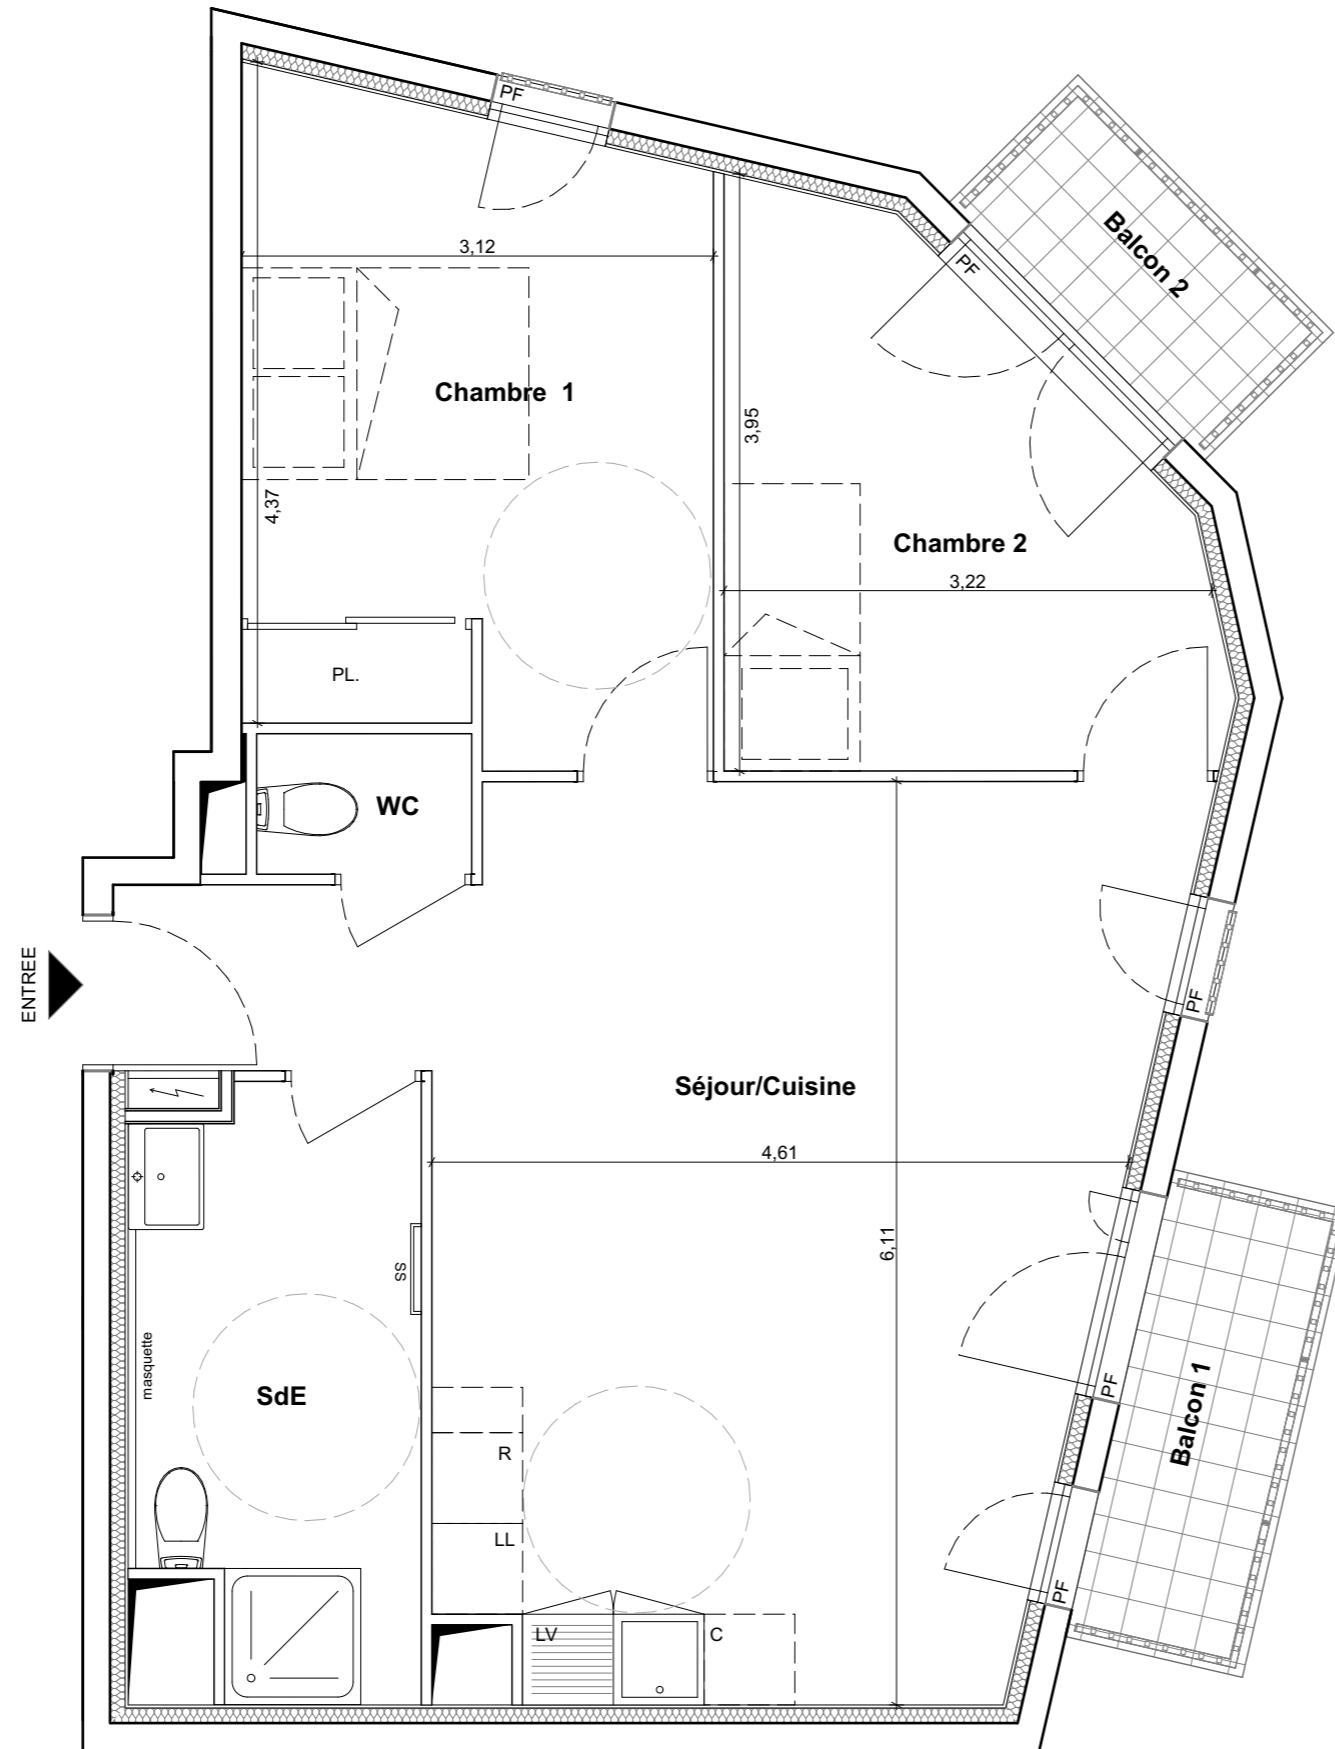 PF
Balcon 2
PF
3,12
Chambre  1
3,95
4,37
Chambre 2
3,22
PL.
WC
ENTREE
PF
Séjour/Cuisine
4,61
6,11
SS
masquette
SdE
PF
Balcon 1
R
LL
PF
LV
C